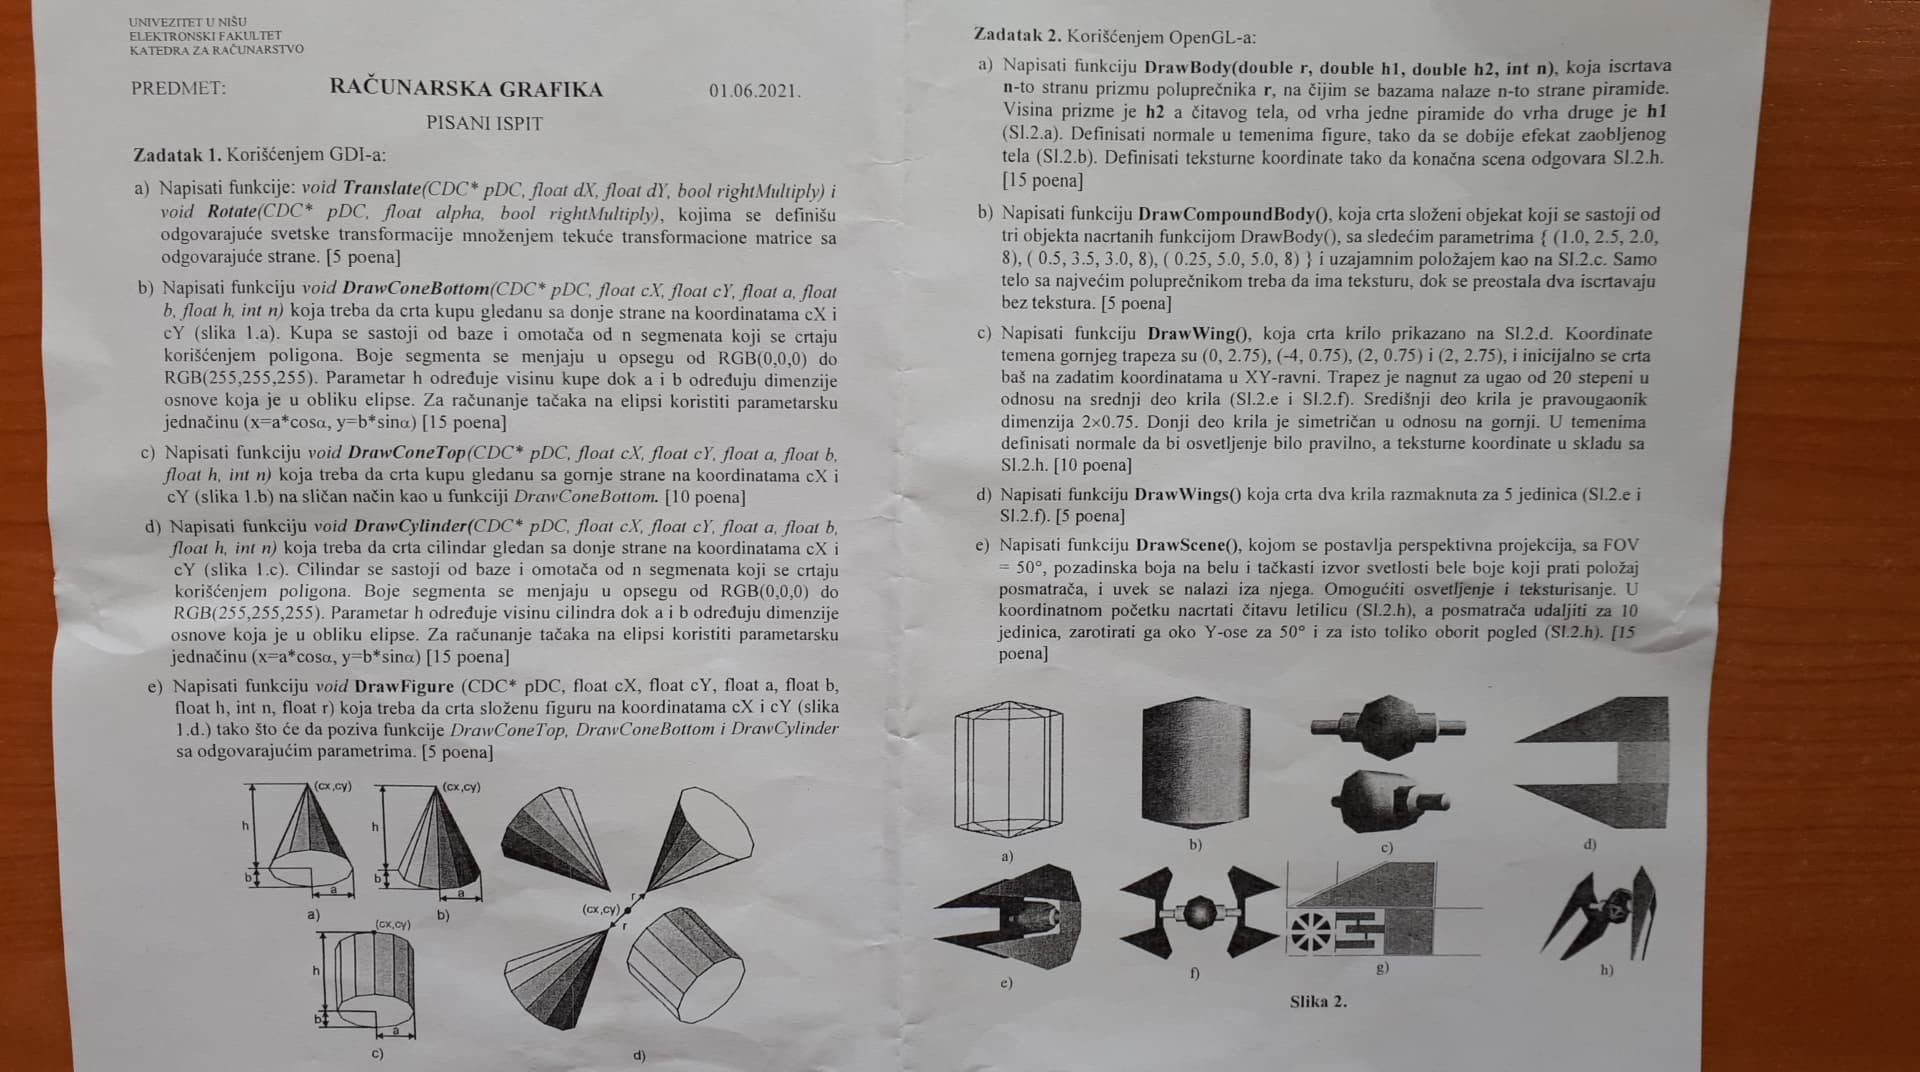 UNIVEZITET U NIŠU
ELEKTRONSKI FAKULTET
KATEDRA ZA RAČUNARSTVO
PREDMET: RAČUNARSKA GRAFIKA 01.06.2021.
PISANI ISPIT
Zadatak 1. Korišćenjem GDI-a:
a) Napisati funkcije: void Translate(CDC* pDC, float dX, float dY, bool rightMultiply) i
void Rotate(CDC* pDC, float alpha, bool rightMultiply), kojima se definišu
odgovarajuće svetske transformacije množenjem tekuće transformacione matrice sa
odgovarajuće strane. [5 poena]
b) Napisati funkciju void DrawConeBottom(CDC* pDC, float cX, float cY, float a, float
b, float h, int n) koja treba da crta kupu gledanu sa donje strane na koordinatama cX i
cY (slika 1.a). Kupa se sastoji od baze i omotača od n segmenata koji se crtaju
korišćenjem poligona. Boje segmenta se menjaju u opsegu od RGB(0,0,0) do
RGB(255,255,255). Parametar h određuje visinu kupe dok a i b određuju dimenzije
osnove koja je u obliku elipse. Za računanje tačaka na elipsi koristiti parametarsku
jednačinu (x=a*cosα, y=b*sinα) [15 poena]
c) Napisati funkciju void DrawConeTop(CDC* pDC, float cX, float cY, float a, float b,
float h, int n) koja treba da crta kupu gledanu sa gornje strane na koordinatama cX i
cY (slika 1.b) na sličan način kao u funkciji DrawConeBottom. [10 poena]
d) Napisati funkciju void DrawCylinder(CDC* pDC, float cX, float cY, float a, float b,
float h, int n) koja treba da crta cilindar gledan sa donje strane na koordinatama cX i
cY (slika 1.c). Cilindar se sastoji od baze i omotača od n segmenata koji se crtaju
korišćenjem poligona. Boje segmenta se menjaju u opsegu od RGB(0,0,0) do
RGB(255,255,255). Parametar h određuje visinu cilindra dok a i b određuju dimenzije
osnove koja je u obliku elipse. Za računanje tačaka na elipsi koristiti parametarsku
jednačinu (x=a*cosα, y=b*sinα) [15 poena]
e) Napisati funkciju void DrawFigure (CDC* pDC, float cX, float cY, float a, float b,
float h, int n, float r) koja treba da crta složenu figuru na koordinatama cX i cY (slika
1.d.) tako što će da poziva funkcije DrawConeTop, DrawConeBottom i DrawCylinder
sa odgovarajućim parametrima. [5 poena]
(cx,cy)
h
b
a
a)
(cx,cy)
h
b
a
b)
(cx,cy)
h
b
a
c)
(cx,cy)
r
r
d)
Zadatak 2. Korišćenjem OpenGL-a:
a) Napisati funkciju DrawBody(double r, double h1, double h2, int n), koja iscrtava
n-to stranu prizmu poluprečnika r, na čijim se bazama nalaze n-to strane piramide.
Visina prizme je h2 a čitavog tela, od vrha jedne piramide do vrha druge je h1
(Sl.2.a). Definisati normale u temenima figure, tako da se dobije efekat zaobljenog
tela (Sl.2.b). Definisati teksturne koordinate tako da konačna scena odgovara Sl.2.h.
[15 poena]
b) Napisati funkciju DrawCompoundBody(), koja crta složeni objekat koji se sastoji od
tri objekta nacrtanih funkcijom DrawBody(), sa sledećim parametrima { (1.0, 2.5, 2.0,
8), ( 0.5, 3.5, 3.0, 8), ( 0.25, 5.0, 5.0, 8) } i uzajamnim položajem kao na Sl.2.c. Samo
telo sa najvećim poluprečnikom treba da ima teksturu, dok se preostala dva iscrtavaju
bez tekstura. [5 poena]
c) Napisati funkciju DrawWing(), koja crta krilo prikazano na Sl.2.d. Koordinate
temena gornjeg trapeza su (0, 2.75), (-4, 0.75), (2, 0.75) i (2, 2.75), i inicijalno se crta
baš na zadatim koordinatama u XY-ravni. Trapez je nagnut za ugao od 20 stepeni u
odnosu na srednji deo krila (Sl.2.e i Sl.2.f). Središnji deo krila je pravougaonik
dimenzija 2×0.75. Donji deo krila je simetričan u odnosu na gornji. U temenima
definisati normale da bi osvetljenje bilo pravilno, a teksturne koordinate u skladu sa
Sl.2.h. [10 poena]
d) Napisati funkciju DrawWings() koja crta dva krila razmaknuta za 5 jedinica (Sl.2.e i
Sl.2.f). [5 poena]
e) Napisati funkciju DrawScene(), kojom se postavlja perspektivna projekcija, sa FOV
= 50°, pozadinska boja na belu i tačkasti izvor svetlosti bele boje koji prati položaj
posmatrača, i uvek se nalazi iza njega. Omogućiti osvetljenje i teksturisanje. U
koordinatnom početku nacrtati čitavu letilicu (Sl.2.h), a posmatrača udaljiti za 10
jedinica, zarotirati ga oko Y-ose za 50° i za isto toliko oborit pogled (Sl.2.h). [15
poena]
a)
b)
c)
d)
e)
f)
g)
h)
Slika 2.